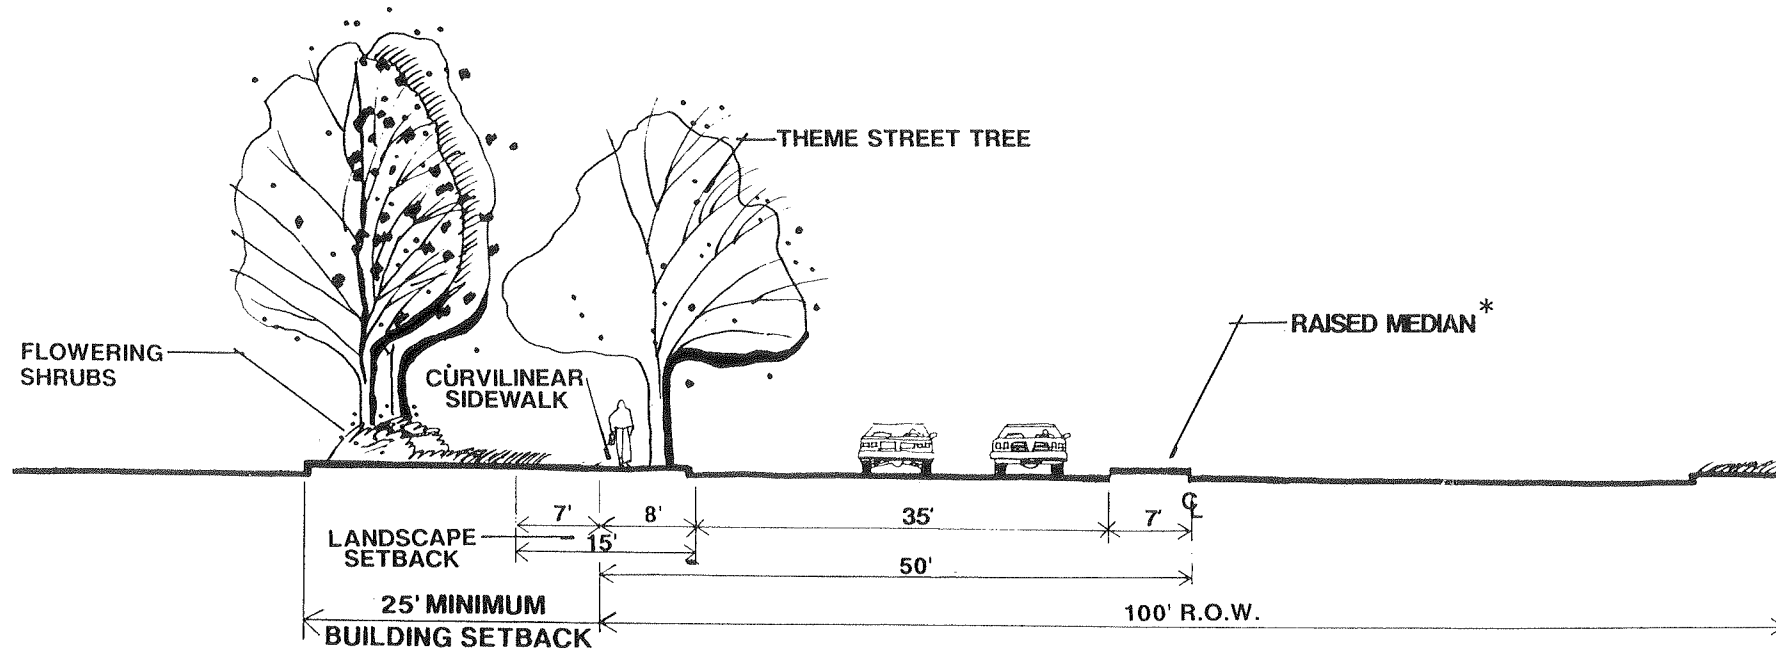 THEME STREET TREE
RAISED MEDIAN*
FLOWERING
SHRUBS
CURVILINEAR
SIDEWALK
CL
7' 8' 35' 7'
LANDSCAPE
SETBACK
15'
50'
25' MINIMUM
BUILDING SETBACK
100' R.O.W.